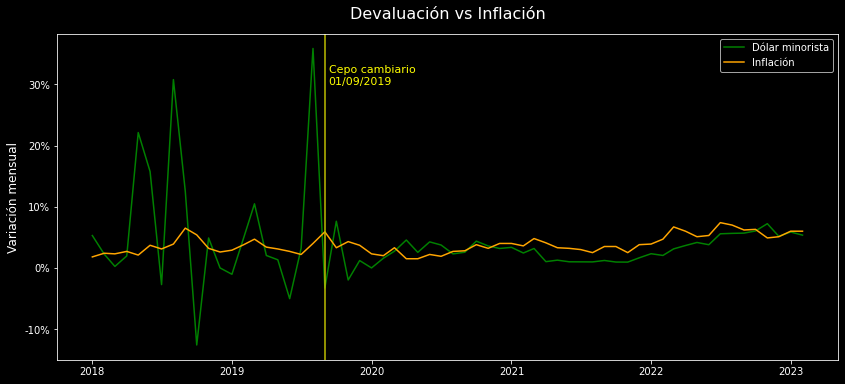 Devaluación vs Inflación
Dólar minorista
Inflación
Cepo cambiario
01/09/2019
Variación mensual
30%
20%
10%
0%
-10%
2018
2019
2020
2021
2022
2023